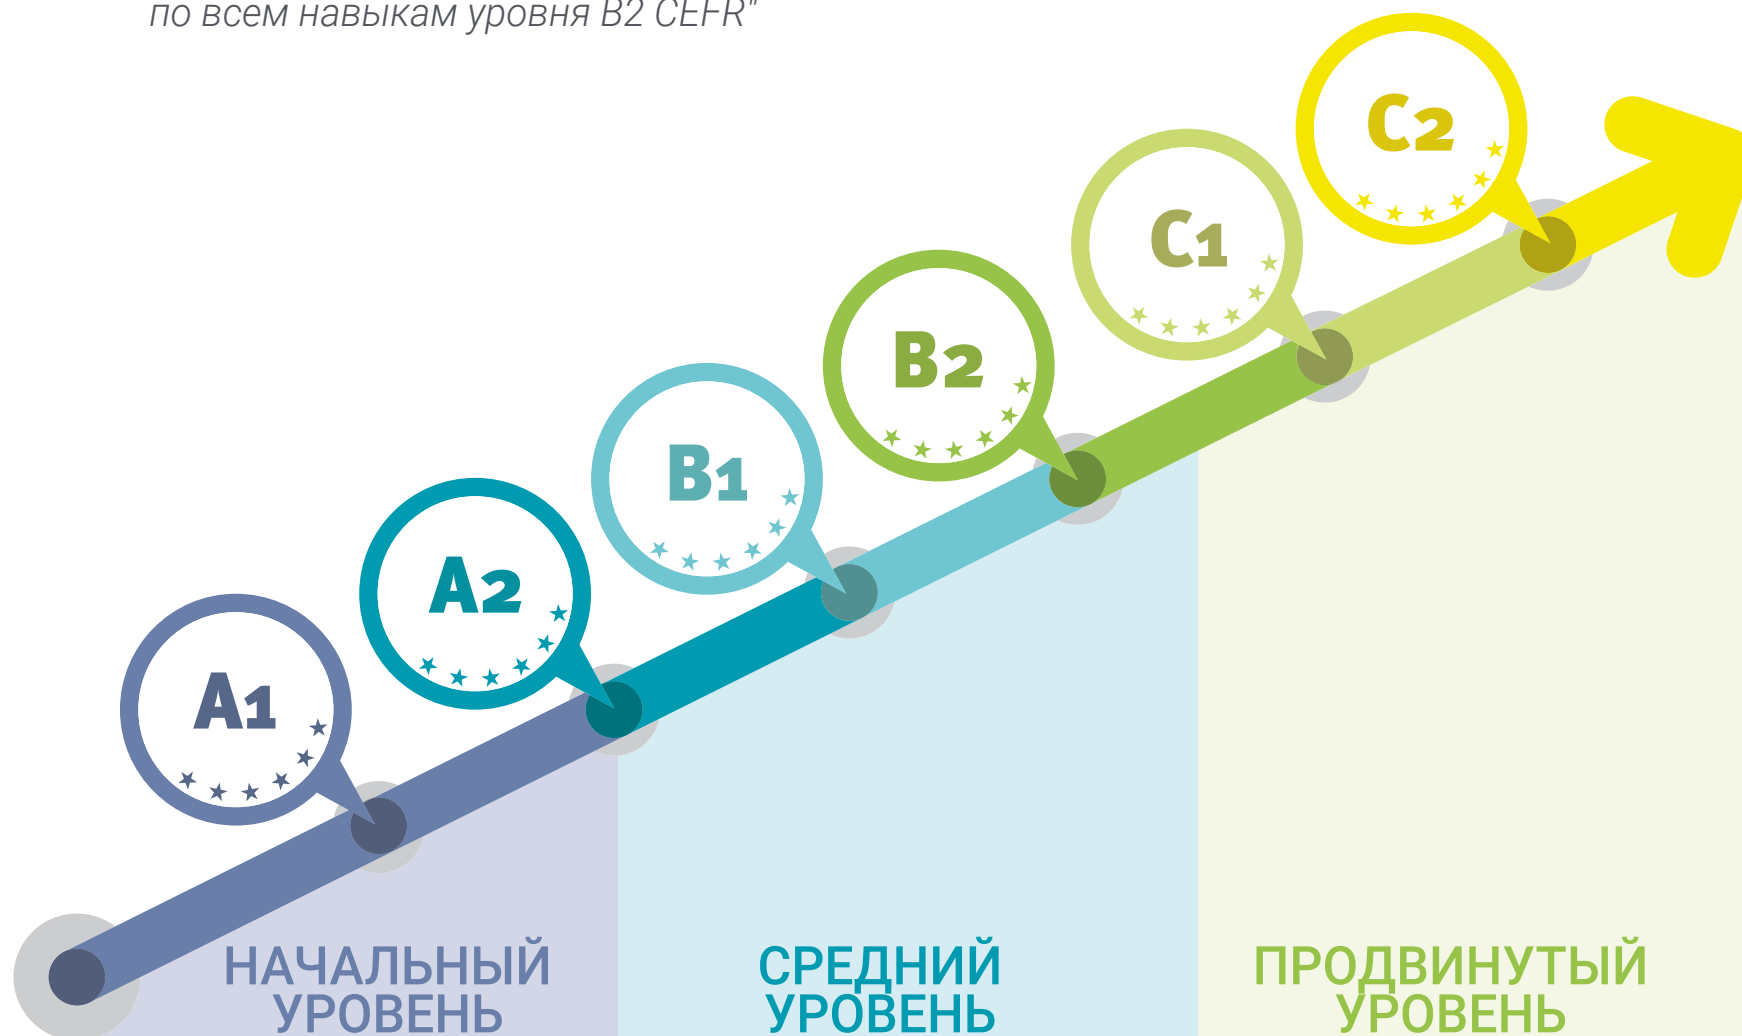 по всем навыкам уровня B2 CEFR"
C2
C1
B2
B1
A2
A1
НАЧАЛЬНЫЙ
УРОВЕНЬ
СРЕДНИЙ
УРОВЕНЬ
ПРОДВИНУТЫЙ
УРОВЕНЬ